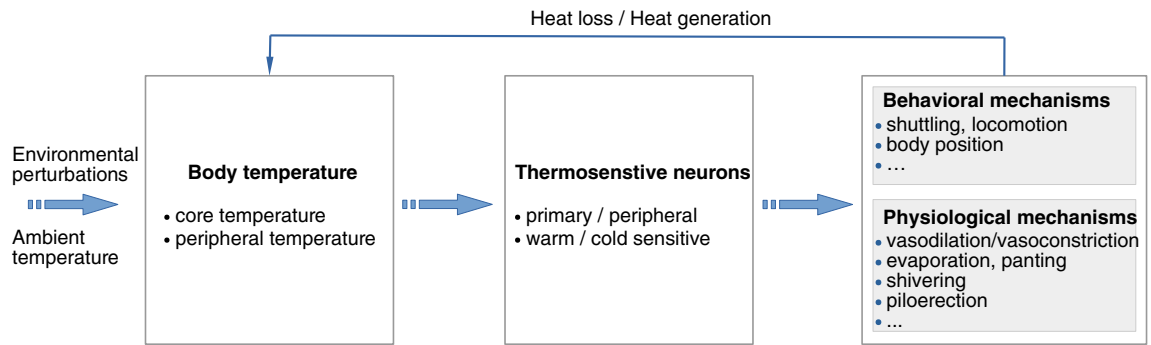 Heat loss / Heat generation
Environmental
perturbations
Ambient
temperature
Body temperature
• core temperature
• peripheral temperature
Thermosenstive neurons
• primary / peripheral
• warm / cold sensitive
Behavioral mechanisms
• shuttling, locomotion
• body position
• ...
Physiological mechanisms
• vasodilation/vasoconstriction
• evaporation, panting
• shivering
• piloerection
• ...